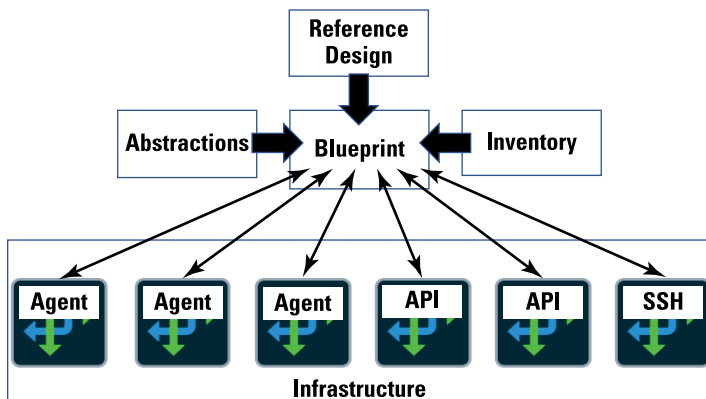 Reference
Design
Abstractions
Blueprint
Inventory
Agent
Agent
Agent
API
API
SSH
Infrastructure